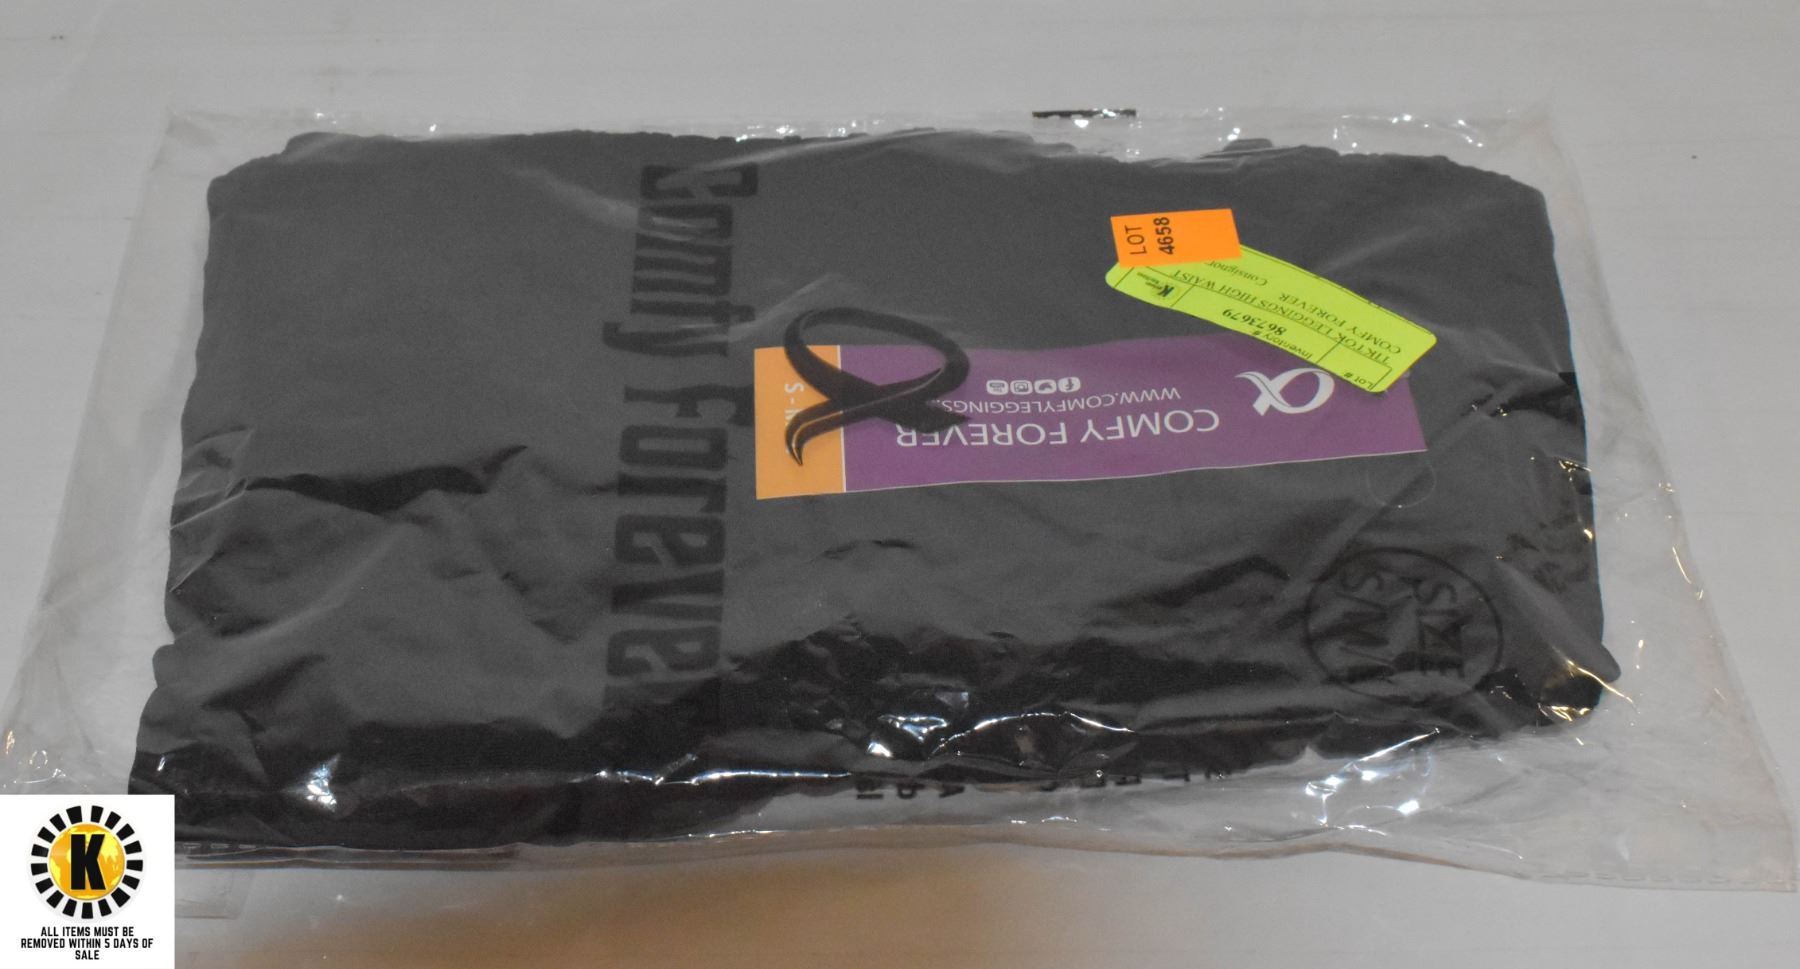 Comfy Forever
LOT
4658
Lot #
Inventory #
8673679
TIKTOK LEGGINGS HIGH WAIST
COMFY FOREVER
Consignor
COMFY FOREVER
WWW.COMFYLEGGINGS.
SIZE
S/M
K
ALL ITEMS MUST BE
REMOVED WITHIN 5 DAYS OF
SALE